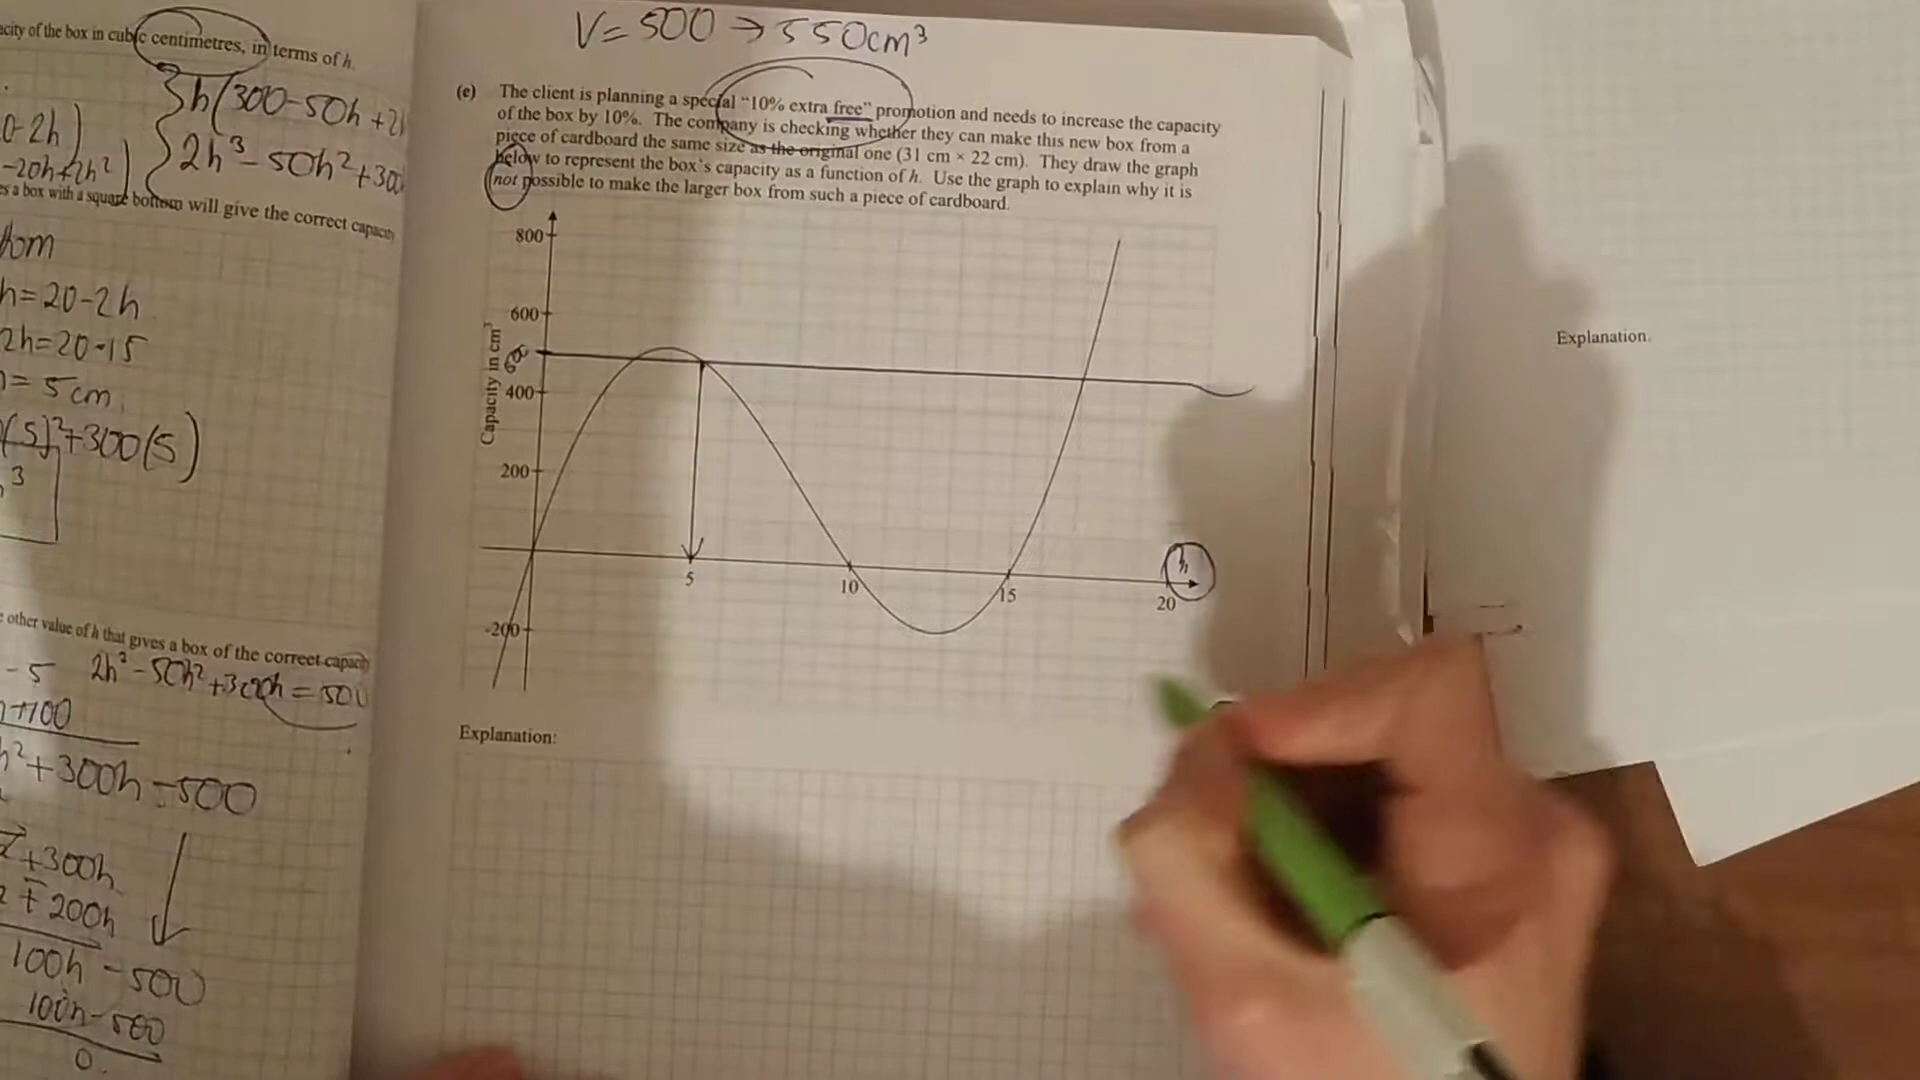 city of the box in cubic centimetres, in terms of h.
3h(300-50h+2h
0-2h)
2h³-50h²+300
-20h+2h²)
es a box with a square bottom will give the correct capacity
tom
h=20-2h
2h=20-15
h=5cm
(5)²+300(5)
3
other value of h that gives a box of the correct capacity
-5 2h³-50h²+300h=500
+100
h²+300h-500
+300h
+200h
100h-500
100h-500
0.
V=500→550cm³
(e) The client is planning a special "10% extra free" promotion and needs to increase the capacity
of the box by 10%. The company is checking whether they can make this new box from a
piece of cardboard the same size as the original one (31 cm × 22 cm). They draw the graph
below to represent the box's capacity as a function of h. Use the graph to explain why it is
not possible to make the larger box from such a piece of cardboard.
800
600
400
200
-200
Capacity in cm³
5
10
15
20
h
Explanation:
Explanation.